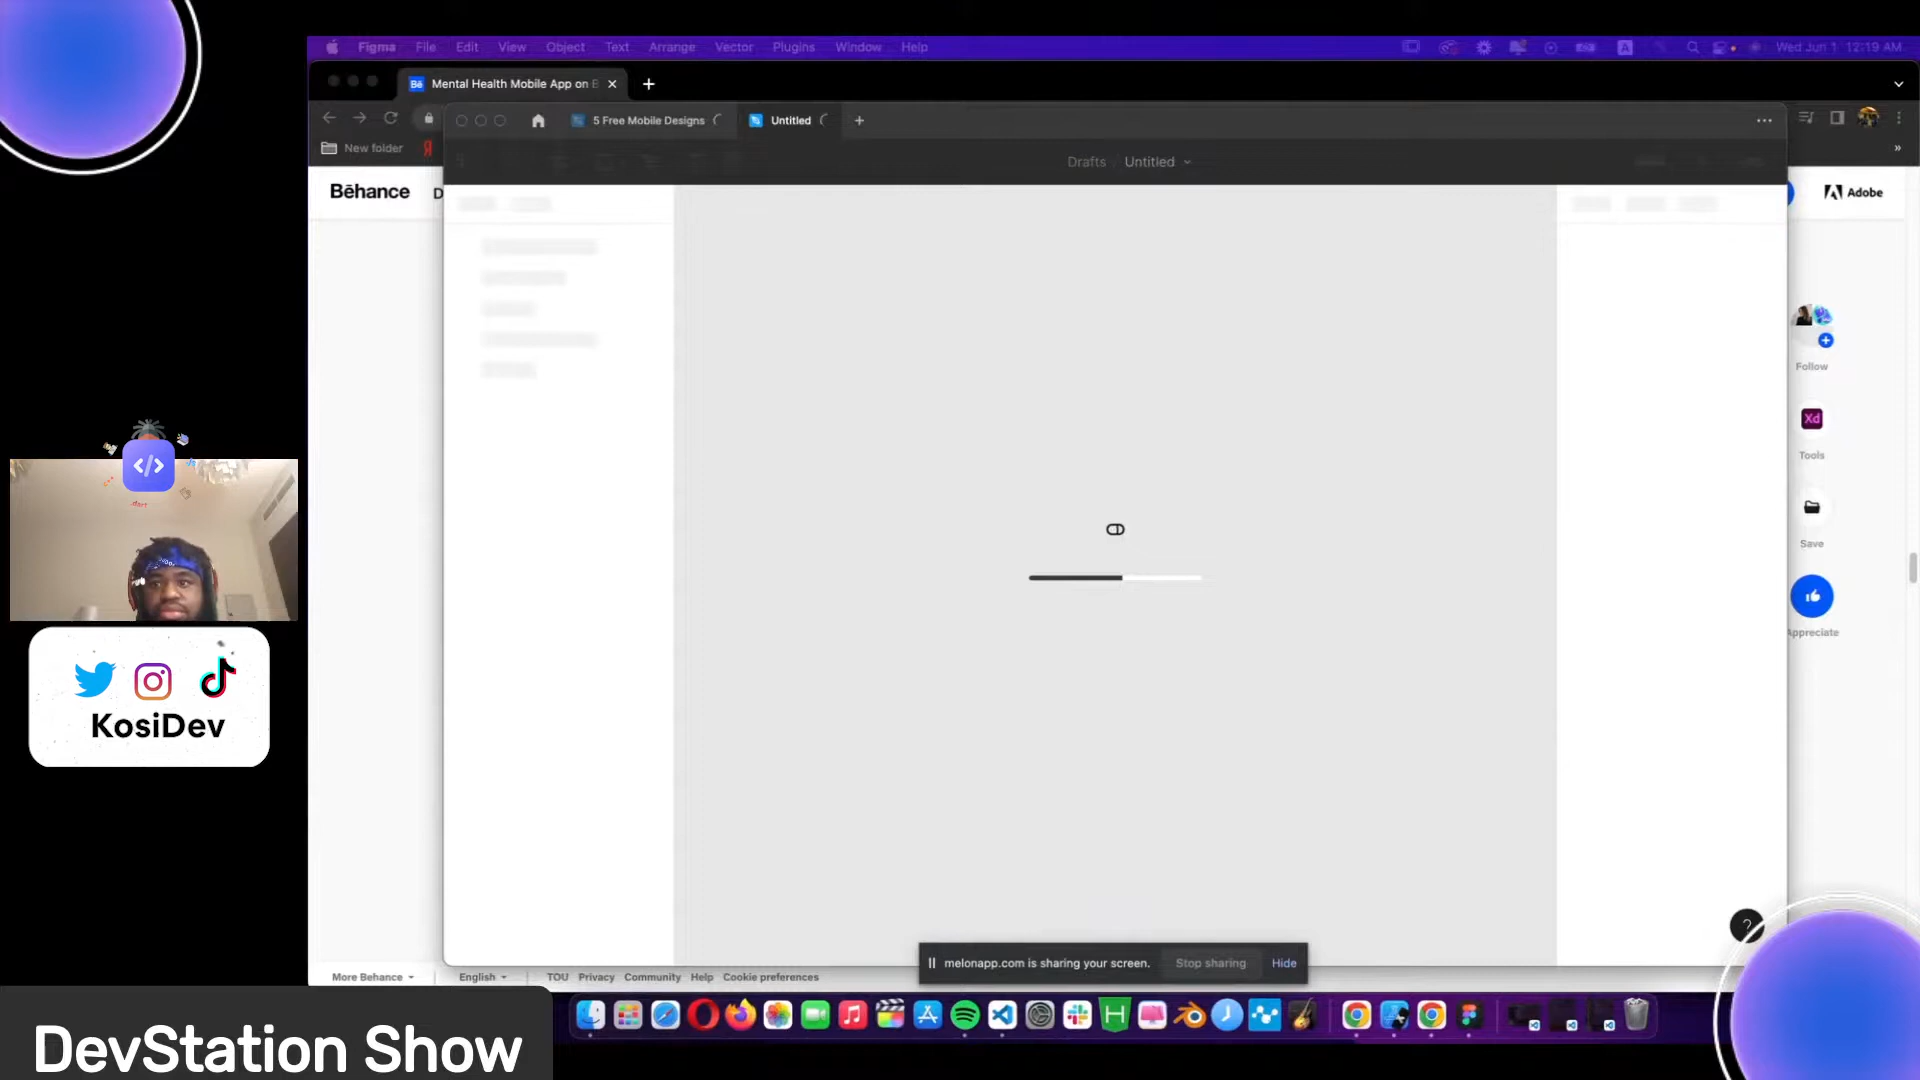 Figma File Edit View Object Text Arrange Vector Plugins Window Help
A
Wed Jun 1 12:19 AM
Bē Mental Health Mobile App on
New folder
Я
5 Free Mobile Designs
Untitled
Drafts / Untitled
Bēhance
Adobe
Follow
Xd
Tools
Save
Appreciate
</>
KosiDev
melonapp.com is sharing your screen. Stop sharing Hide
?
More Behance English TOU Privacy Community Help Cookie preferences
DevStation Show